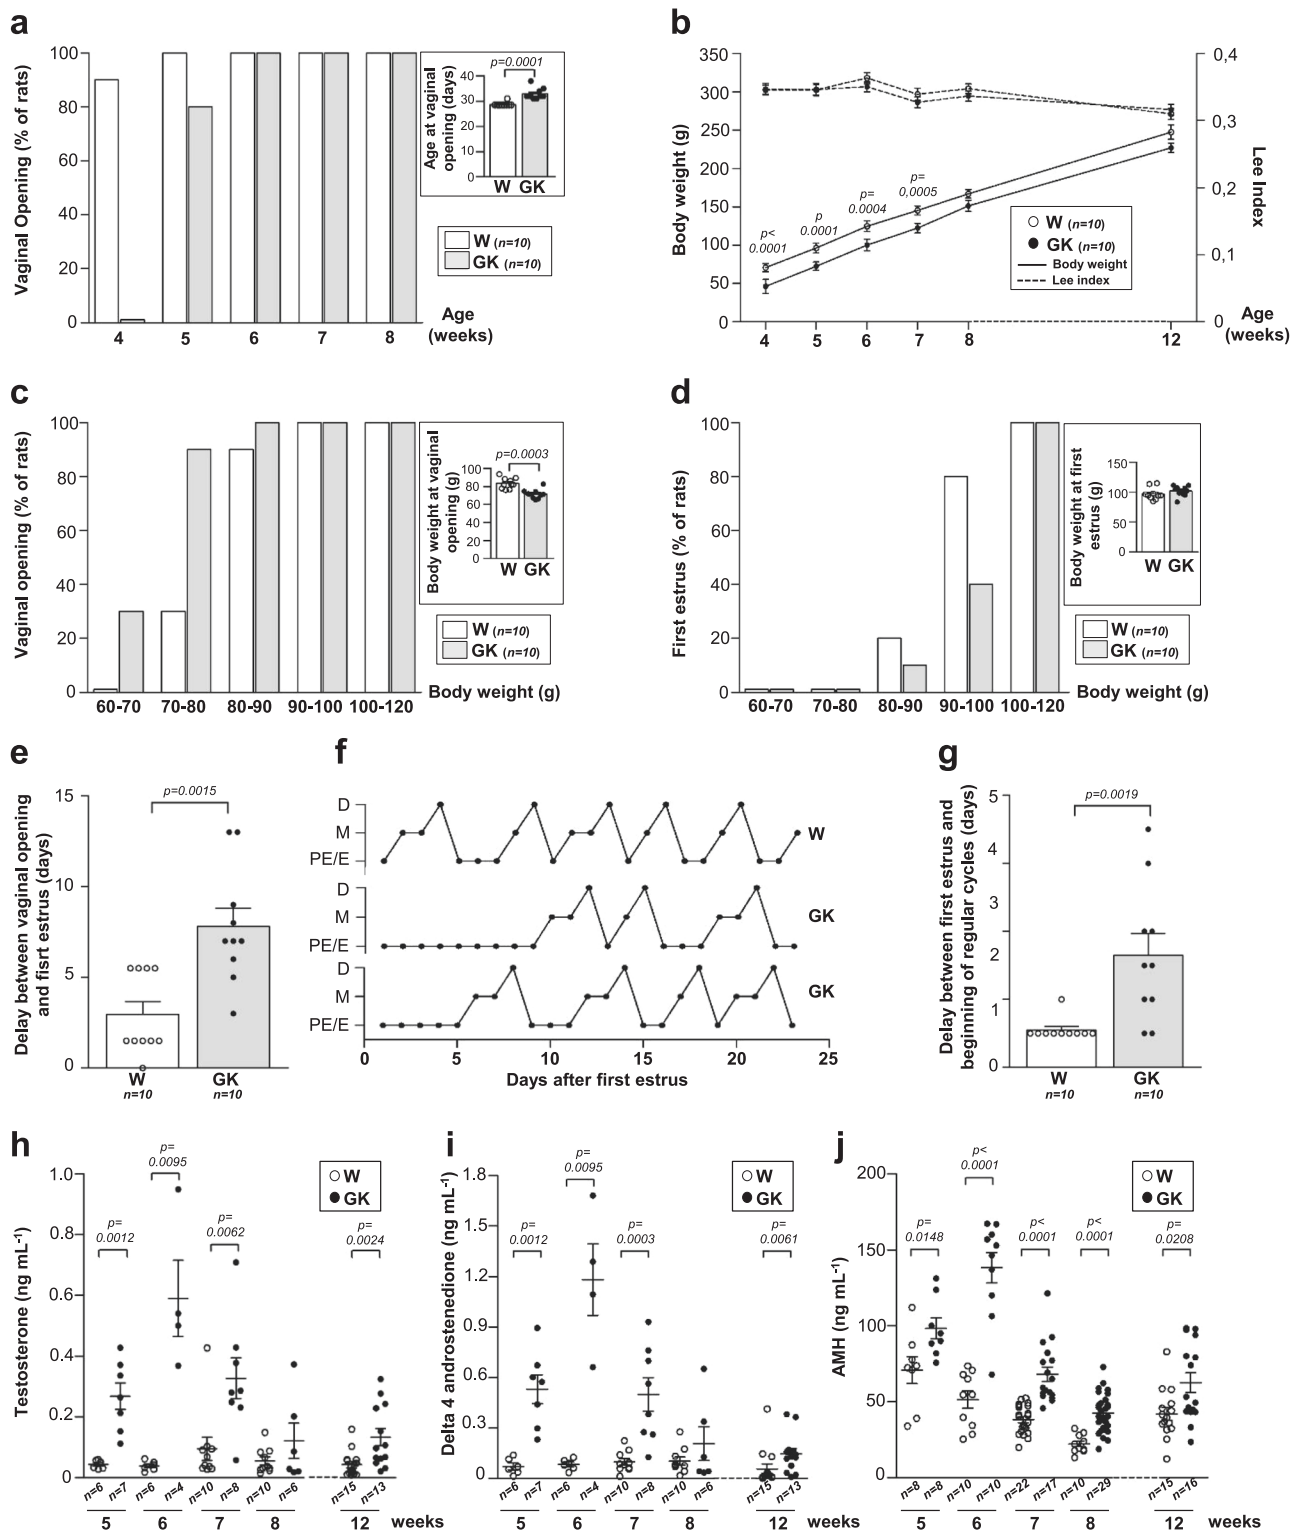 a
Vaginal Opening (% of rats)
100
80
60
40
20
0
4
5
6
7
8
Age
(weeks)
Age at vaginal
opening (days)
p=0.0001
40
30
20
10
0
W GK
W (n=10)
GK (n=10)
b
Body weight (g)
350
300
250
200
150
100
50
0
p<
0.0001
p
0.0001
p=
0.0004
p=
0,0005
W (n=10)
GK (n=10)
Body weight
Lee index
0,4
0,3
0,2
0,1
0
Lee Index
4
5
6
7
8
12
Age
(weeks)
c
Vaginal opening (% of rats)
100
80
60
40
20
0
60-70
70-80
80-90
90-100
100-120
Body weight (g)
Body weight at vaginal
opening (g)
p=0.0003
100
80
60
40
20
0
W GK
W (n=10)
GK (n=10)
d
First estrus (% of rats)
100
80
60
40
20
0
60-70
70-80
80-90
90-100
100-120
Body weight (g)
Body weight at first
estrus (g)
150
100
50
0
W GK
W (n=10)
GK (n=10)
e
Delay between vaginal opening
and fisrt estrus (days)
15
10
5
0
p=0.0015
W
n=10
GK
n=10
f
D
M
PE/E
W
D
M
PE/E
GK
D
M
PE/E
GK
0
5
10
15
20
25
Days after first estrus
g
Delay between first estrus and
beginning of regular cycles (days)
5
4
3
2
1
0
p=0.0019
W
n=10
GK
n=10
h
Testosterone (ng mL-1)
1.0
0.8
0.6
0.4
0.2
0
p=
0.0012
p=
0.0095
p=
0.0062
p=
0.0024
W
GK
n=6 n=7 n=6 n=4 n=10 n=8 n=10 n=6 n=15 n=13
5 6 7 8 12 weeks
i
Delta 4 androstenedione (ng mL-1)
1.8
1.5
1.2
0.9
0.6
0.3
0
p=
0.0012
p=
0.0095
p=
0.0003
p=
0.0061
W
GK
n=6 n=7 n=6 n=4 n=10 n=8 n=10 n=6 n=15 n=13
5 6 7 8 12 weeks
j
AMH (ng mL-1)
200
150
100
50
0
p=
0.0148
p<
0.0001
p<
0.0001
p<
0.0001
p=
0.0208
W
GK
n=8 n=8 n=10 n=10 n=22 n=17 n=10 n=29 n=15 n=16
5 6 7 8 12 weeks